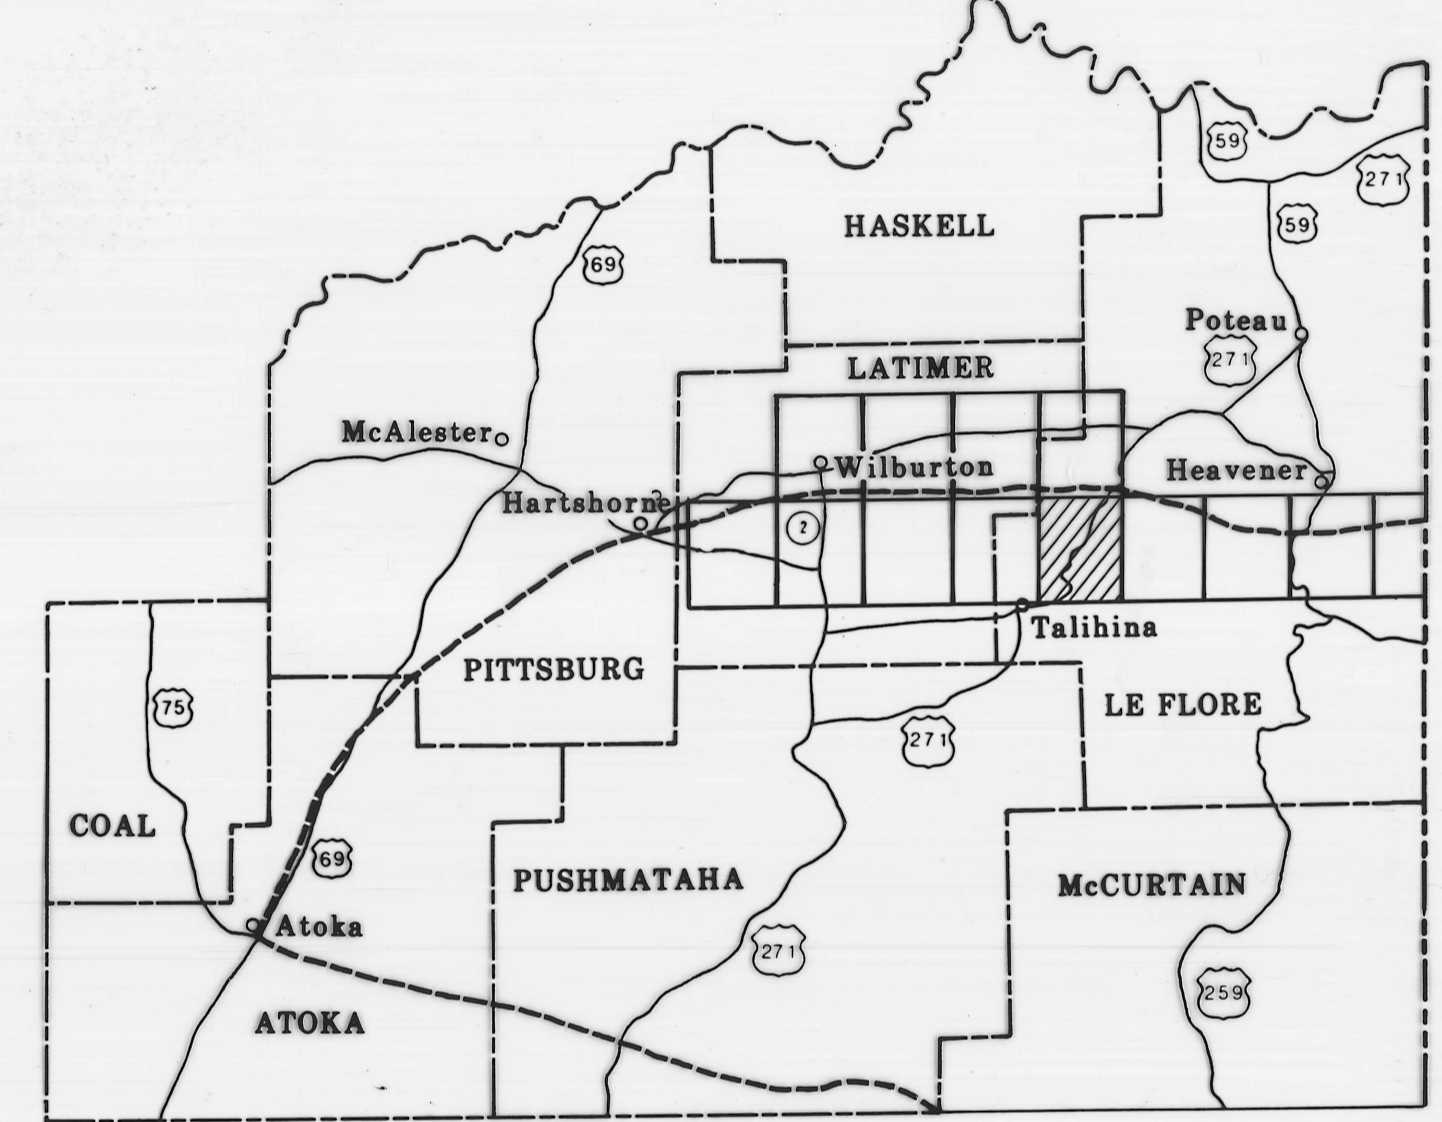 59
271
HASKELL
59
69
Poteau
271
LATIMER
McAlester
Wilburton
Heavener
Hartshorne
2
Talihina
PITTSBURG
LE FLORE
75
271
COAL
69
PUSHMATAHA
McCURTAIN
Atoka
271
259
ATOKA